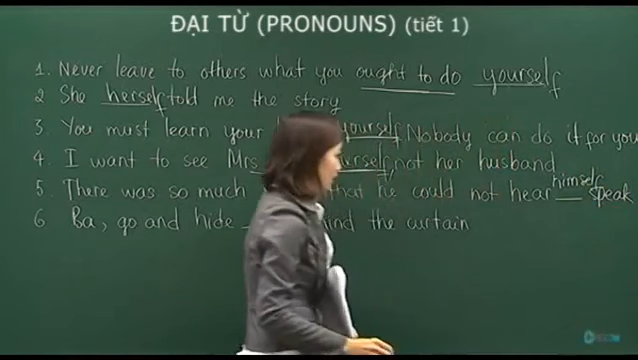 ĐẠI TỪ (PRONOUNS) (tiết 1)
1. Never leave to others what you ought to do yourself
2 She herself told me the story
3. You must learn your yourself. Nobody can do it for you
4. I want to see Mrs not her husband
5. There was so much that he could not hear himself speak
6 Ba, go and hide the curtain